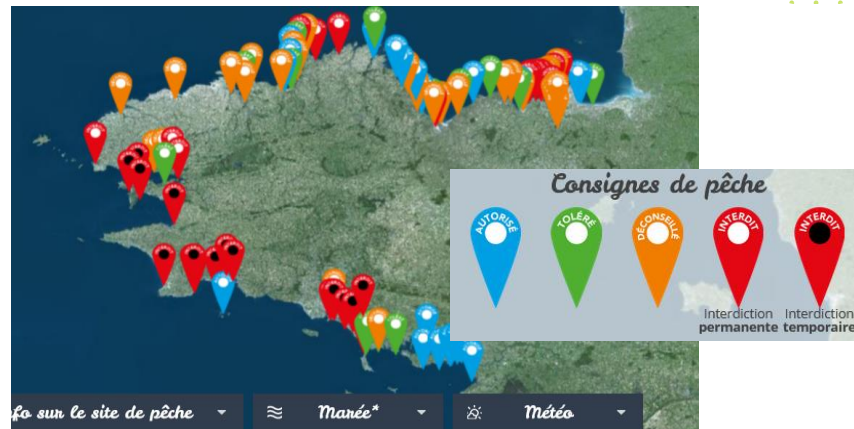 Consignes de pêche
AUTORISÉ
TOLÉRÉ
DÉCONSEILLÉ
INTERDIT
INTERDIT
Interdiction permanente
Interdiction temporaire
fo sur le site de pêche
Marée*
Météo